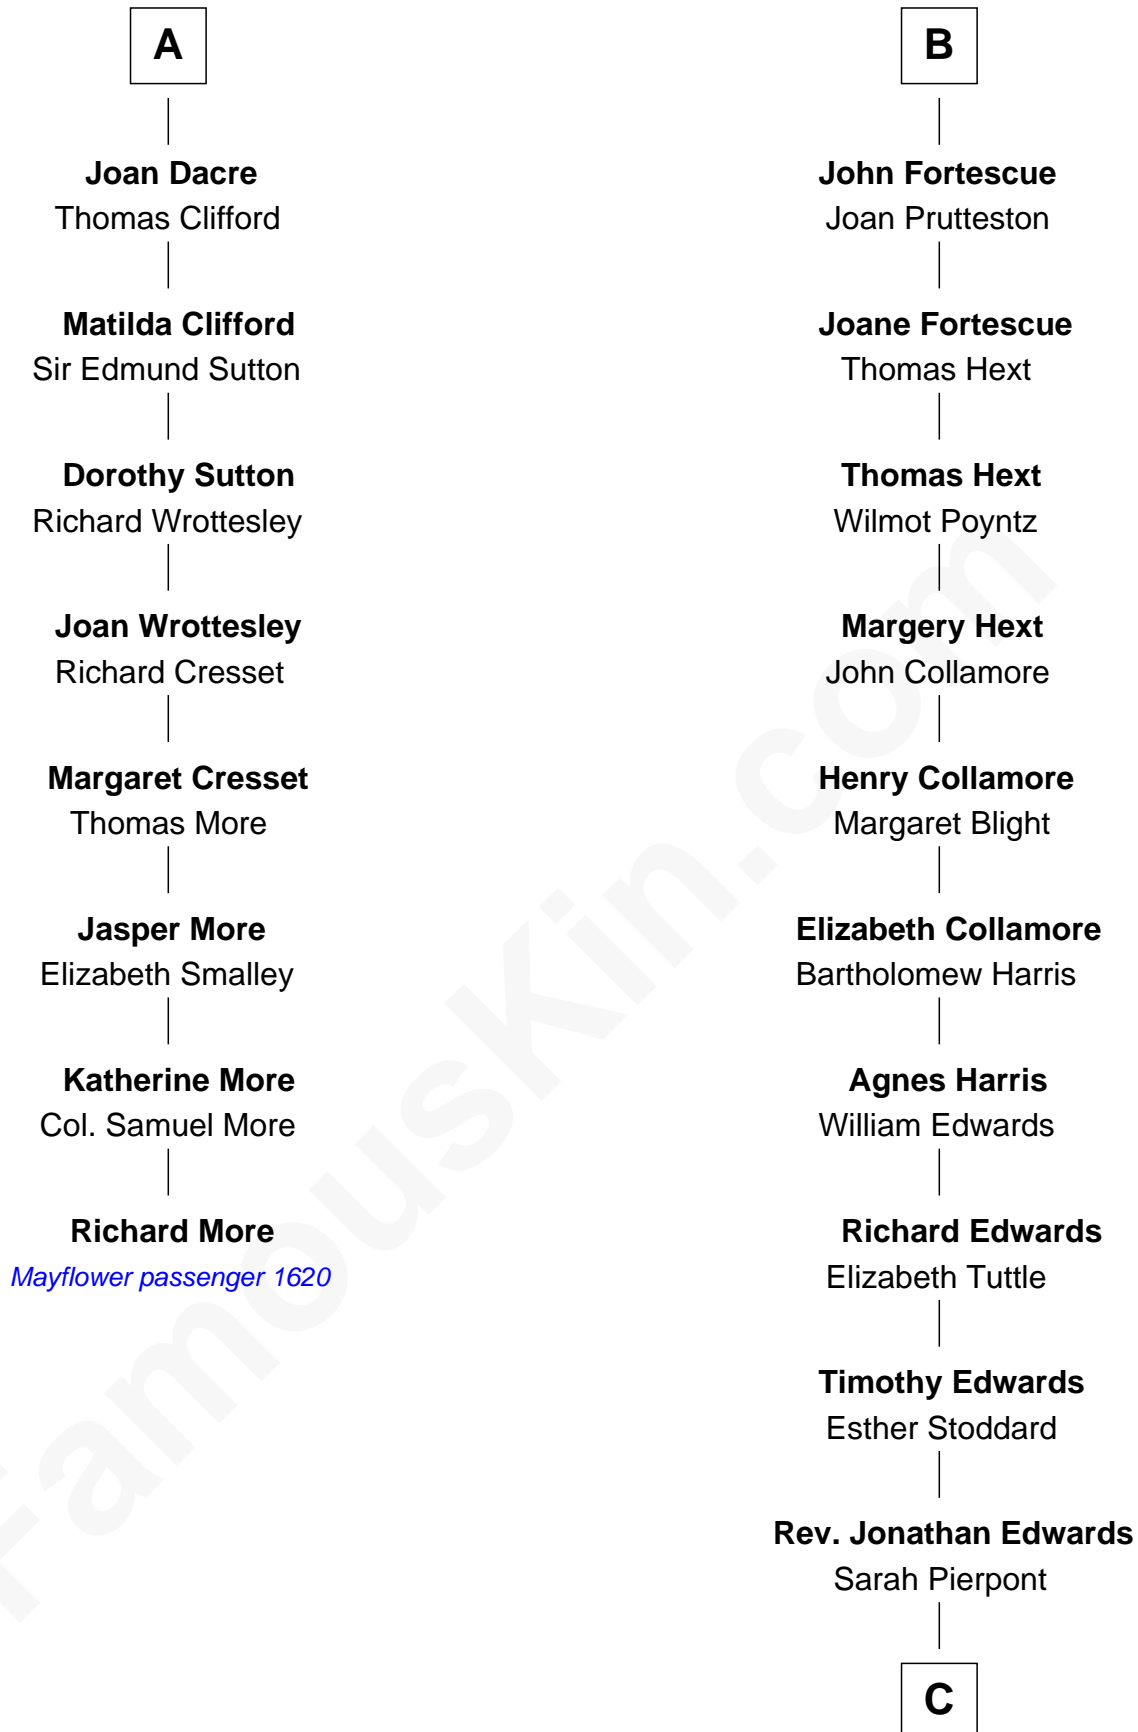 A
Joan Dacre
Thomas Clifford
Matilda Clifford
Sir Edmund Sutton
Dorothy Sutton
Richard Wrottesley
Joan Wrottesley
Richard Cresset
Margaret Cresset
Thomas More
Jasper More
Elizabeth Smalley
Katherine More
Col. Samuel More
Richard More
Mayflower passenger 1620
B
John Fortescue
Joan Prutteston
Joane Fortescue
Thomas Hext
Thomas Hext
Wilmot Poyntz
Margery Hext
John Collamore
Henry Collamore
Margaret Blight
Elizabeth Collamore
Bartholomew Harris
Agnes Harris
William Edwards
Richard Edwards
Elizabeth Tuttle
Timothy Edwards
Esther Stoddard
Rev. Jonathan Edwards
Sarah Pierpont
C
FamousKin.com